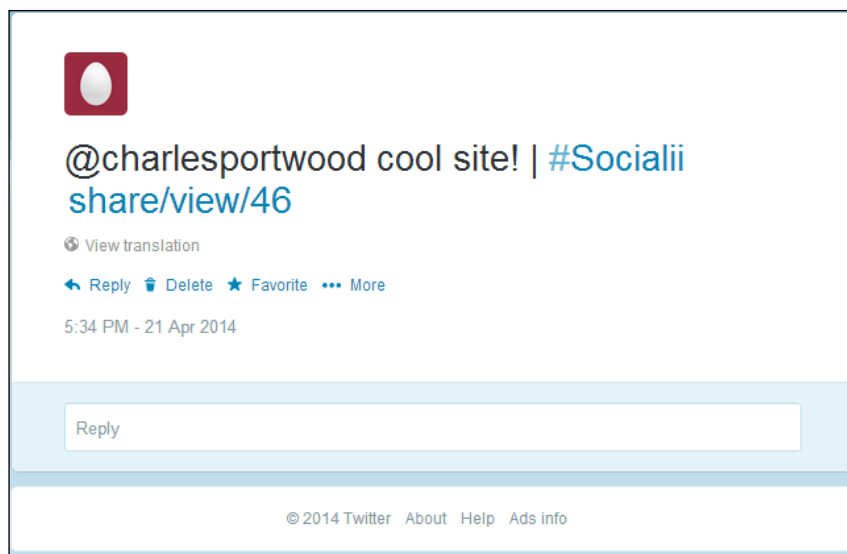 @charlesportwood cool site! | #Socialii
share/view/46
View translation
Reply Delete Favorite ••• More
5:34 PM - 21 Apr 2014
Reply
© 2014 Twitter About Help Ads info